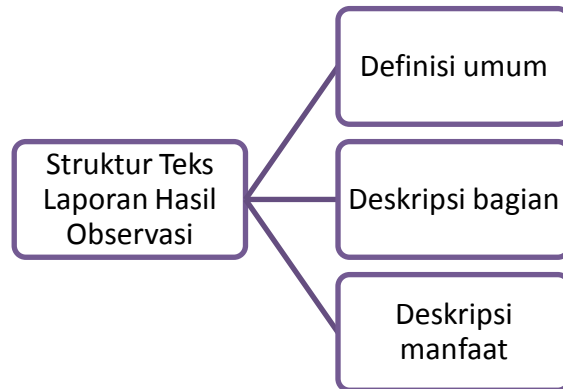 Struktur Teks
Laporan Hasil
Observasi
Definisi umum
Deskripsi bagian
Deskripsi
manfaat